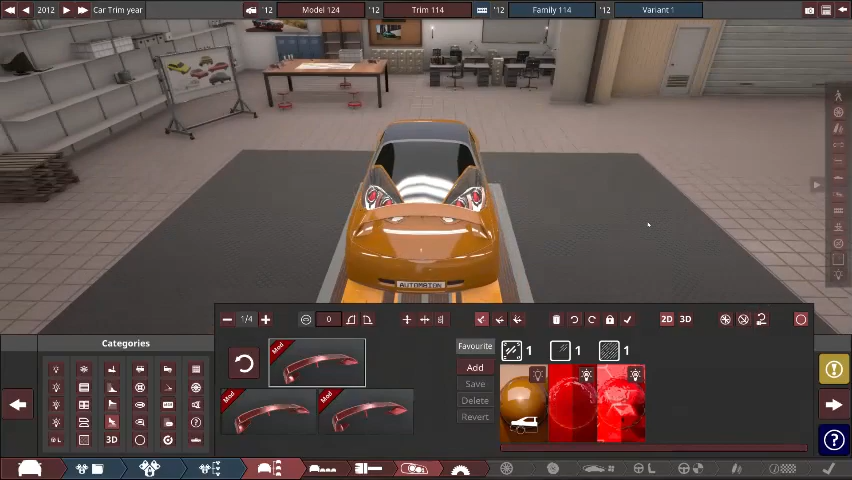 2012 Car Trim year
'12 Model 124 '12 Trim 114 '12 Family 114 '12 Variant 1
AUTOMATION
1/4 0 2D 3D
Categories
Mod
Favourite 1 1 1
Add
Save
Mod Mod
Delete
Revert
L 3D